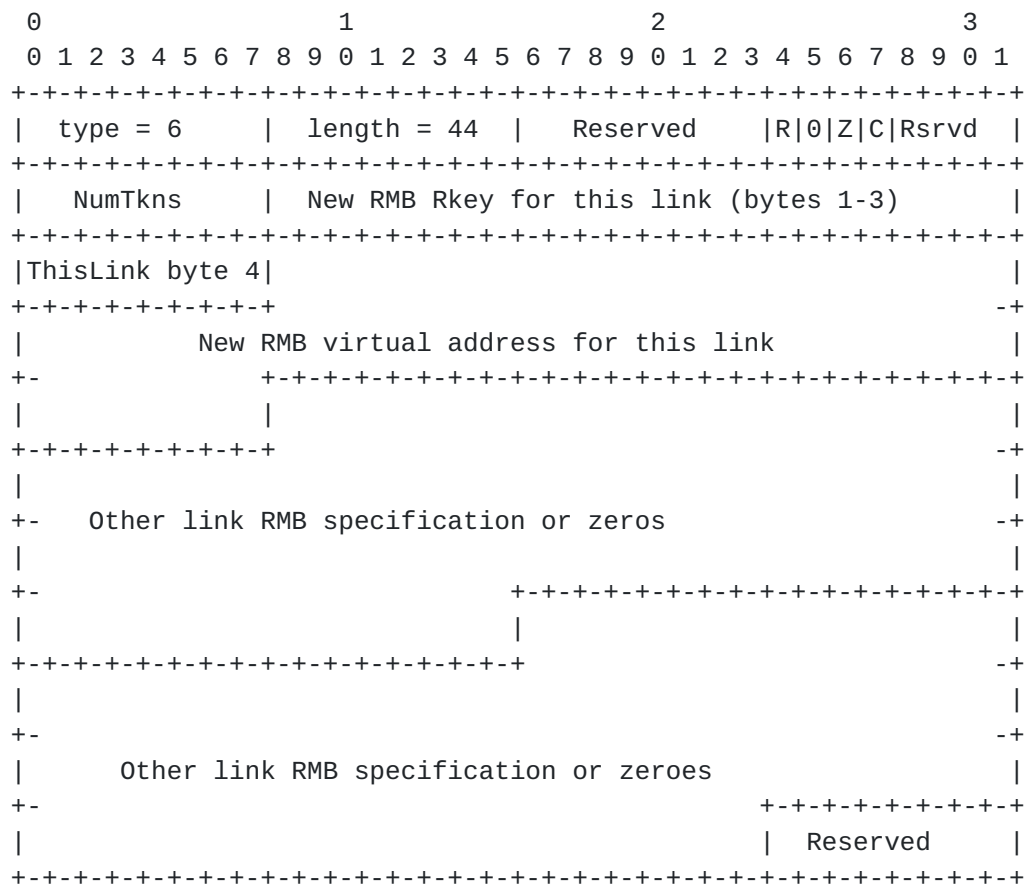 0                   1                   2                   3
 0 1 2 3 4 5 6 7 8 9 0 1 2 3 4 5 6 7 8 9 0 1 2 3 4 5 6 7 8 9 0 1
+-+-+-+-+-+-+-+-+-+-+-+-+-+-+-+-+-+-+-+-+-+-+-+-+-+-+-+-+-+-+-+-+
|  type = 6     |  length = 44  |   Reserved    |R|0|Z|C|Rsrvd  |
+-+-+-+-+-+-+-+-+-+-+-+-+-+-+-+-+-+-+-+-+-+-+-+-+-+-+-+-+-+-+-+-+
|   NumTkns     |  New RMB Rkey for this link (bytes 1-3)       |
+-+-+-+-+-+-+-+-+-+-+-+-+-+-+-+-+-+-+-+-+-+-+-+-+-+-+-+-+-+-+-+-+
|ThisLink byte 4|                                               |
+-+-+-+-+-+-+-+-+                                              -+
|           New RMB virtual address for this link               |
+-              +-+-+-+-+-+-+-+-+-+-+-+-+-+-+-+-+-+-+-+-+-+-+-+-+
|               |                                               |
+-+-+-+-+-+-+-+-+                                              -+
|                                                               |
+-   Other link RMB specification or zeros                     -+
|                                                               |
+-                              +-+-+-+-+-+-+-+-+-+-+-+-+-+-+-+-+
|                               |                               |
+-+-+-+-+-+-+-+-+-+-+-+-+-+-+-+-+                              -+
|                                                               |
+-                                                             -+
|      Other link RMB specification or zeroes                   |
+-                                              +-+-+-+-+-+-+-+-+
|                                               |  Reserved     |
+-+-+-+-+-+-+-+-+-+-+-+-+-+-+-+-+-+-+-+-+-+-+-+-+-+-+-+-+-+-+-+-+